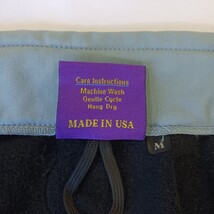 Care Instructions
Machine Wash
Gentle Cycle
Hang Dry
MADE IN USA
M